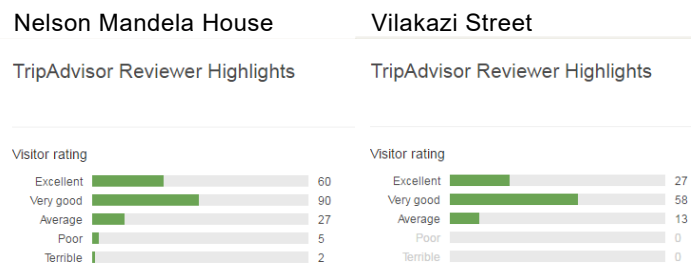 Nelson Mandela House
TripAdvisor Reviewer Highlights
Visitor rating
Excellent 60
Very good 90
Average 27
Poor 5
Terrible 2
Vilakazi Street
TripAdvisor Reviewer Highlights
Visitor rating
Excellent 27
Very good 58
Average 13
Poor 0
Terrible 0